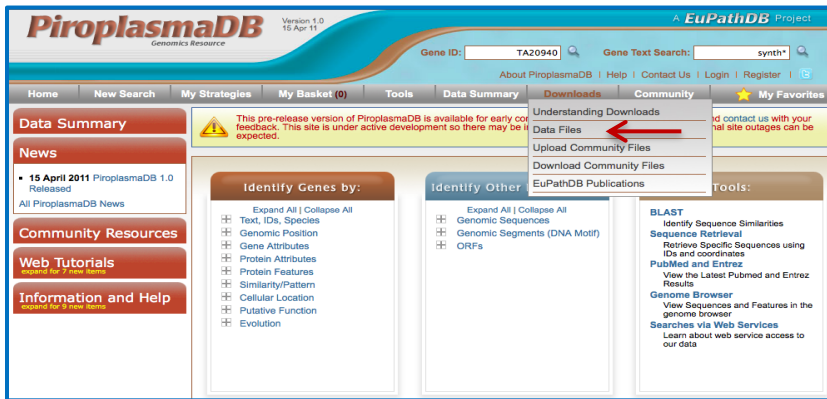 PiroplasmaDB
Genomics Resource
Version 1.0
15 Apr 11
A EuPathDB Project
Gene ID: TA20940
Gene Text Search: synth*
About PiroplasmaDB | Help | Contact Us | Login | Register |
Home New Search My Strategies My Basket (0) Tools Data Summary Downloads Community My Favorites
Understanding Downloads
Data Files
Upload Community Files
Download Community Files
EuPathDB Publications
This pre-release version of PiroplasmaDB is available for early
feedback. This site is under active development so there may be
expected.
contact us with your
site outages can be
Data Summary
News
15 April 2011 PiroplasmaDB 1.0
Released
All PiroplasmaDB News
Community Resources
Web Tutorials
expand for 7 new items
Information and Help
expand for 9 new items
Identify Genes by:
Expand All | Collapse All
Text, IDs, Species
Genomic Position
Gene Attributes
Protein Attributes
Protein Features
Similarity/Pattern
Cellular Location
Putative Function
Evolution
Identify Other
Expand All | Collapse All
Genomic Sequences
Genomic Segments (DNA Motif)
ORFs
Tools:
BLAST
Identify Sequence Similarities
Sequence Retrieval
Retrieve Specific Sequences using
IDs and coordinates
PubMed and Entrez
View the Latest Pubmed and Entrez
Results
Genome Browser
View Sequences and Features in the
genome browser
Searches via Web Services
Learn about web service access to
our data